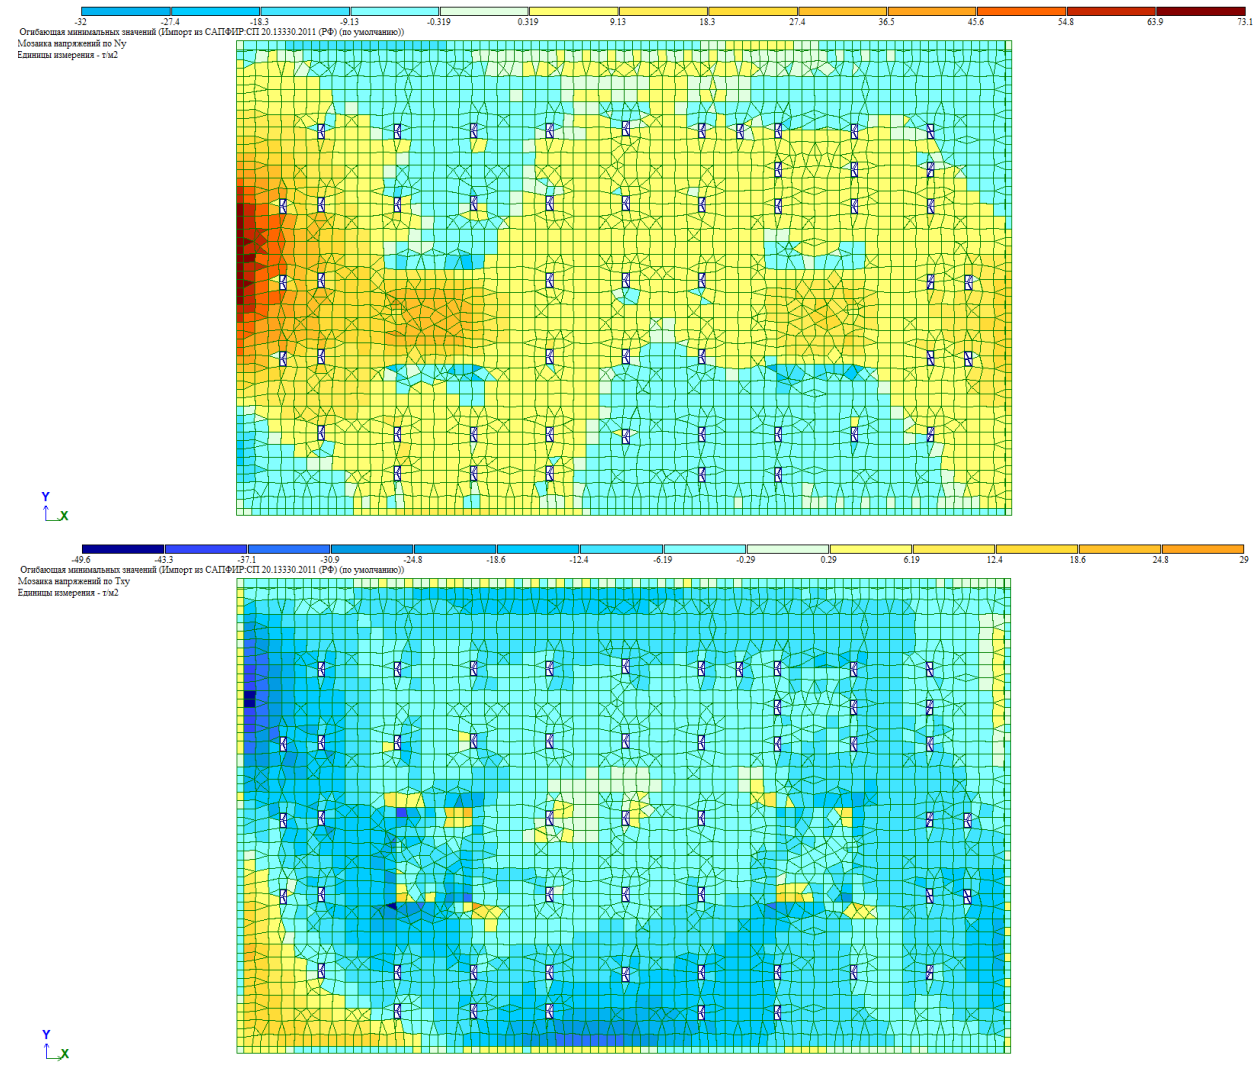 -32 -27.4 -18.3 -9.13 -0.319 0.319 9.13 18.3 27.4 36.5 45.6 54.8 63.9 73.1
Огибающая минимальных значений (Импорт из САПФИР:СП 20.13330.2011 (РФ) (по умолчанию))
Мозаика напряжений по Ny
Единицы измерения - т/м2
Y
X
-49.6 -43.3 -37.1 -30.9 -24.8 -18.6 -12.4 -6.19 -0.29 0.29 6.19 12.4 18.6 24.8 29
Огибающая минимальных значений (Импорт из САПФИР:СП 20.13330.2011 (РФ) (по умолчанию))
Мозаика напряжений по Txy
Единицы измерения - т/м2
Y
X